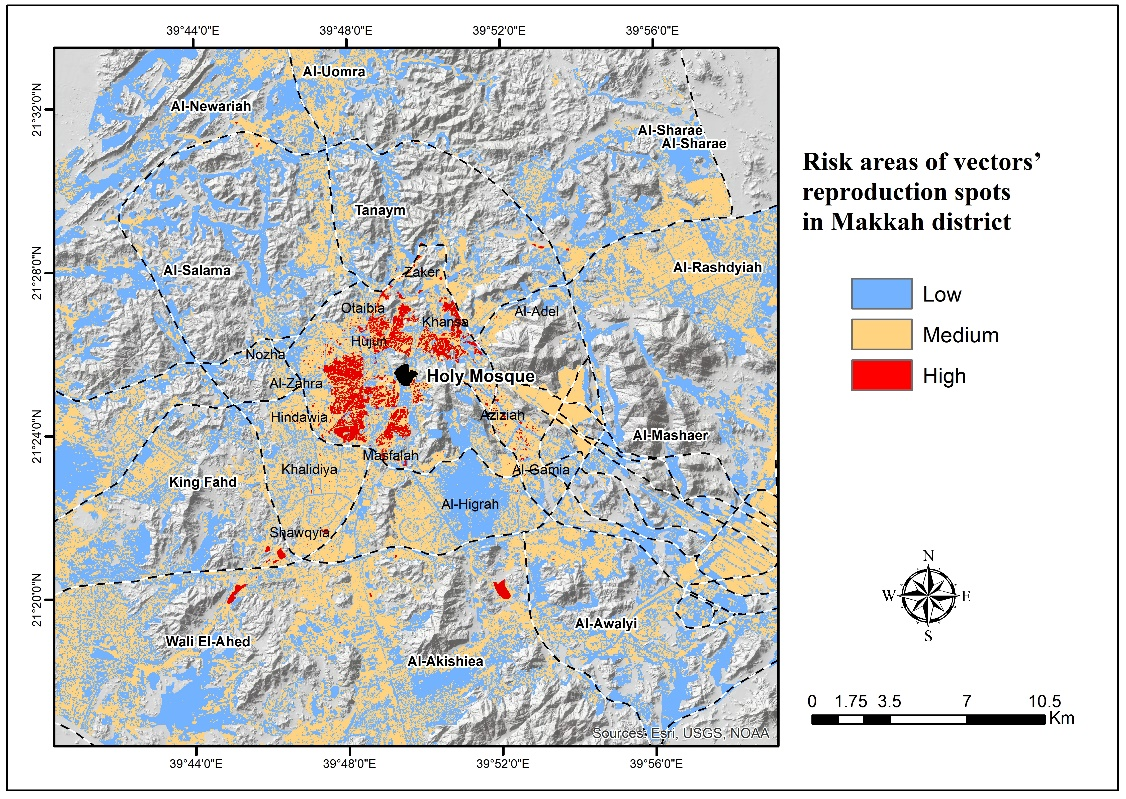 39°44'0"E
39°48'0"E
39°52'0"E
39°56'0"E
21°32'0"N
21°28'0"N
21°24'0"N
21°20'0"N
Al-Uomra
Al-Newariah
Al-Sharae
Al-Sharae
Tanaym
Al-Salama
Zaker
Al-Rashdyiah
Otaibia
Khansa
Al-Adel
Hujun
Nozha
Holy Mosque
Al-Zahra
Hindawia
Aziziah
Al-Mashaer
Masfalah
Khalidiya
Al-Gamia
King Fahd
Al-Higrah
Shawqyia
Al-Awalyi
Wali El-Ahed
Al-Akishiea
Sources: Esri, USGS, NOAA
39°44'0"E
39°48'0"E
39°52'0"E
39°56'0"E
Risk areas of vectors’
reproduction spots
in Makkah district
Low
Medium
High
N
W
E
S
0 1.75 3.5 7 10.5
Km